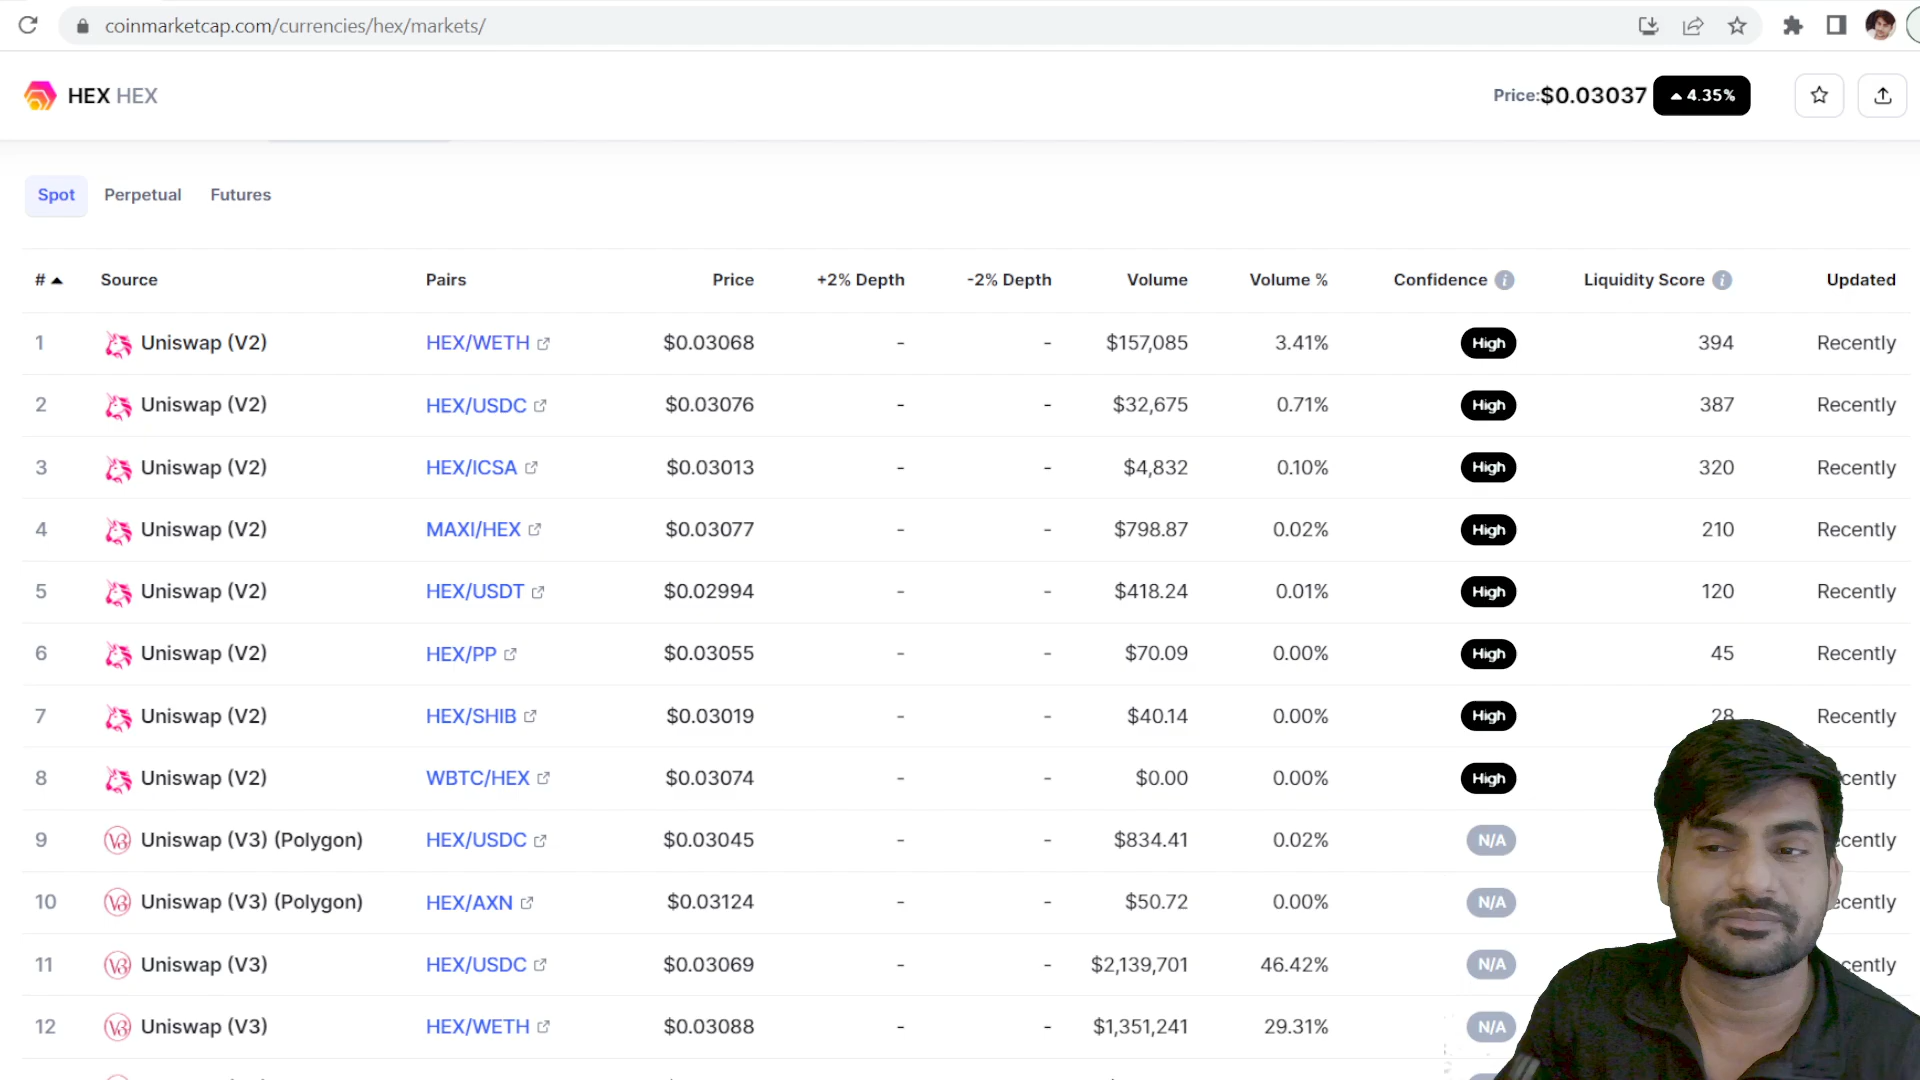 coinmarketcap.com/currencies/hex/markets/
HEX HEX
Price:$0.03037 4.35%
Spot Perpetual Futures
# Source Pairs Price +2% Depth -2% Depth Volume Volume % Confidence i Liquidity Score i Updated
1 Uniswap (V2) HEX/WETH $0.03068 - - $157,085 3.41% High 394 Recently
2 Uniswap (V2) HEX/USDC $0.03076 - - $32,675 0.71% High 387 Recently
3 Uniswap (V2) HEX/ICSA $0.03013 - - $4,832 0.10% High 320 Recently
4 Uniswap (V2) MAXI/HEX $0.03077 - - $798.87 0.02% High 210 Recently
5 Uniswap (V2) HEX/USDT $0.02994 - - $418.24 0.01% High 120 Recently
6 Uniswap (V2) HEX/PP $0.03055 - - $70.09 0.00% High 45 Recently
7 Uniswap (V2) HEX/SHIB $0.03019 - - $40.14 0.00% High 28 Recently
8 Uniswap (V2) WBTC/HEX $0.03074 - - $0.00 0.00% High cently
9 V3 Uniswap (V3) (Polygon) HEX/USDC $0.03045 - - $834.41 0.02% N/A ecently
10 V3 Uniswap (V3) (Polygon) HEX/AXN $0.03124 - - $50.72 0.00% N/A ecently
11 V3 Uniswap (V3) HEX/USDC $0.03069 - - $2,139,701 46.42% N/A cently
12 V3 Uniswap (V3) HEX/WETH $0.03088 - - $1,351,241 29.31% N/A